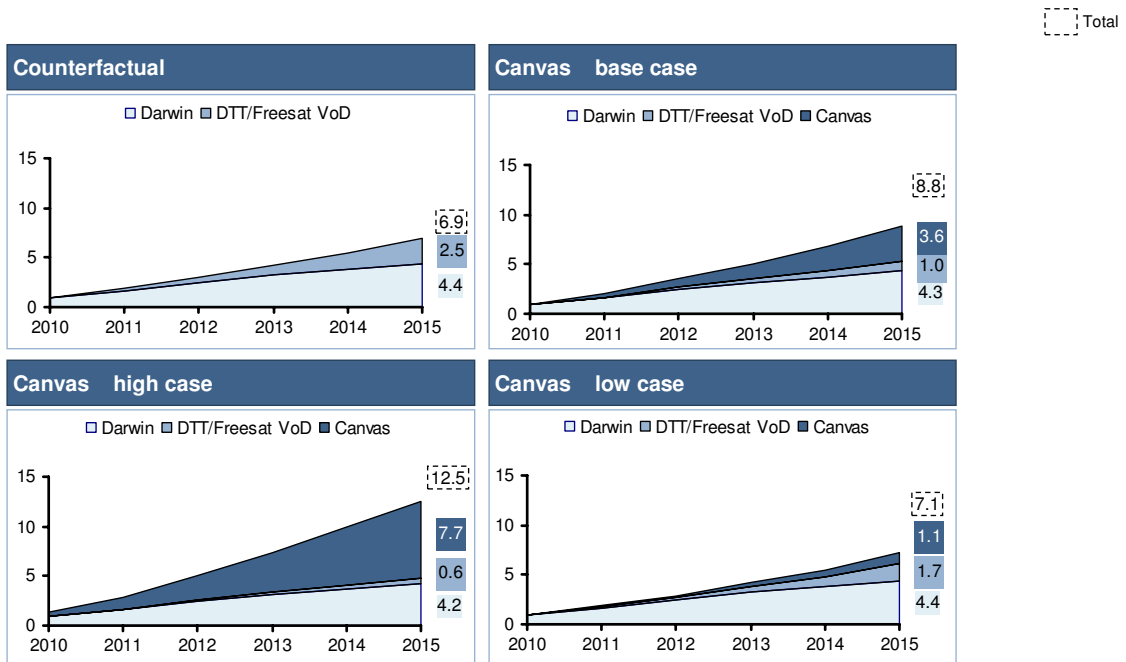 Total
Counterfactual
Darwin DTT/Freesat VoD
15
10
5
0
2010 2011 2012 2013 2014 2015
6.9
2.5
4.4
Canvas base case
Darwin DTT/Freesat VoD Canvas
15
10
5
0
2010 2011 2012 2013 2014 2015
8.8
3.6
1.0
4.3
Canvas high case
Darwin DTT/Freesat VoD Canvas
15
10
5
0
2010 2011 2012 2013 2014 2015
12.5
7.7
0.6
4.2
Canvas low case
Darwin DTT/Freesat VoD Canvas
15
10
5
0
2010 2011 2012 2013 2014 2015
7.1
1.1
1.7
4.4